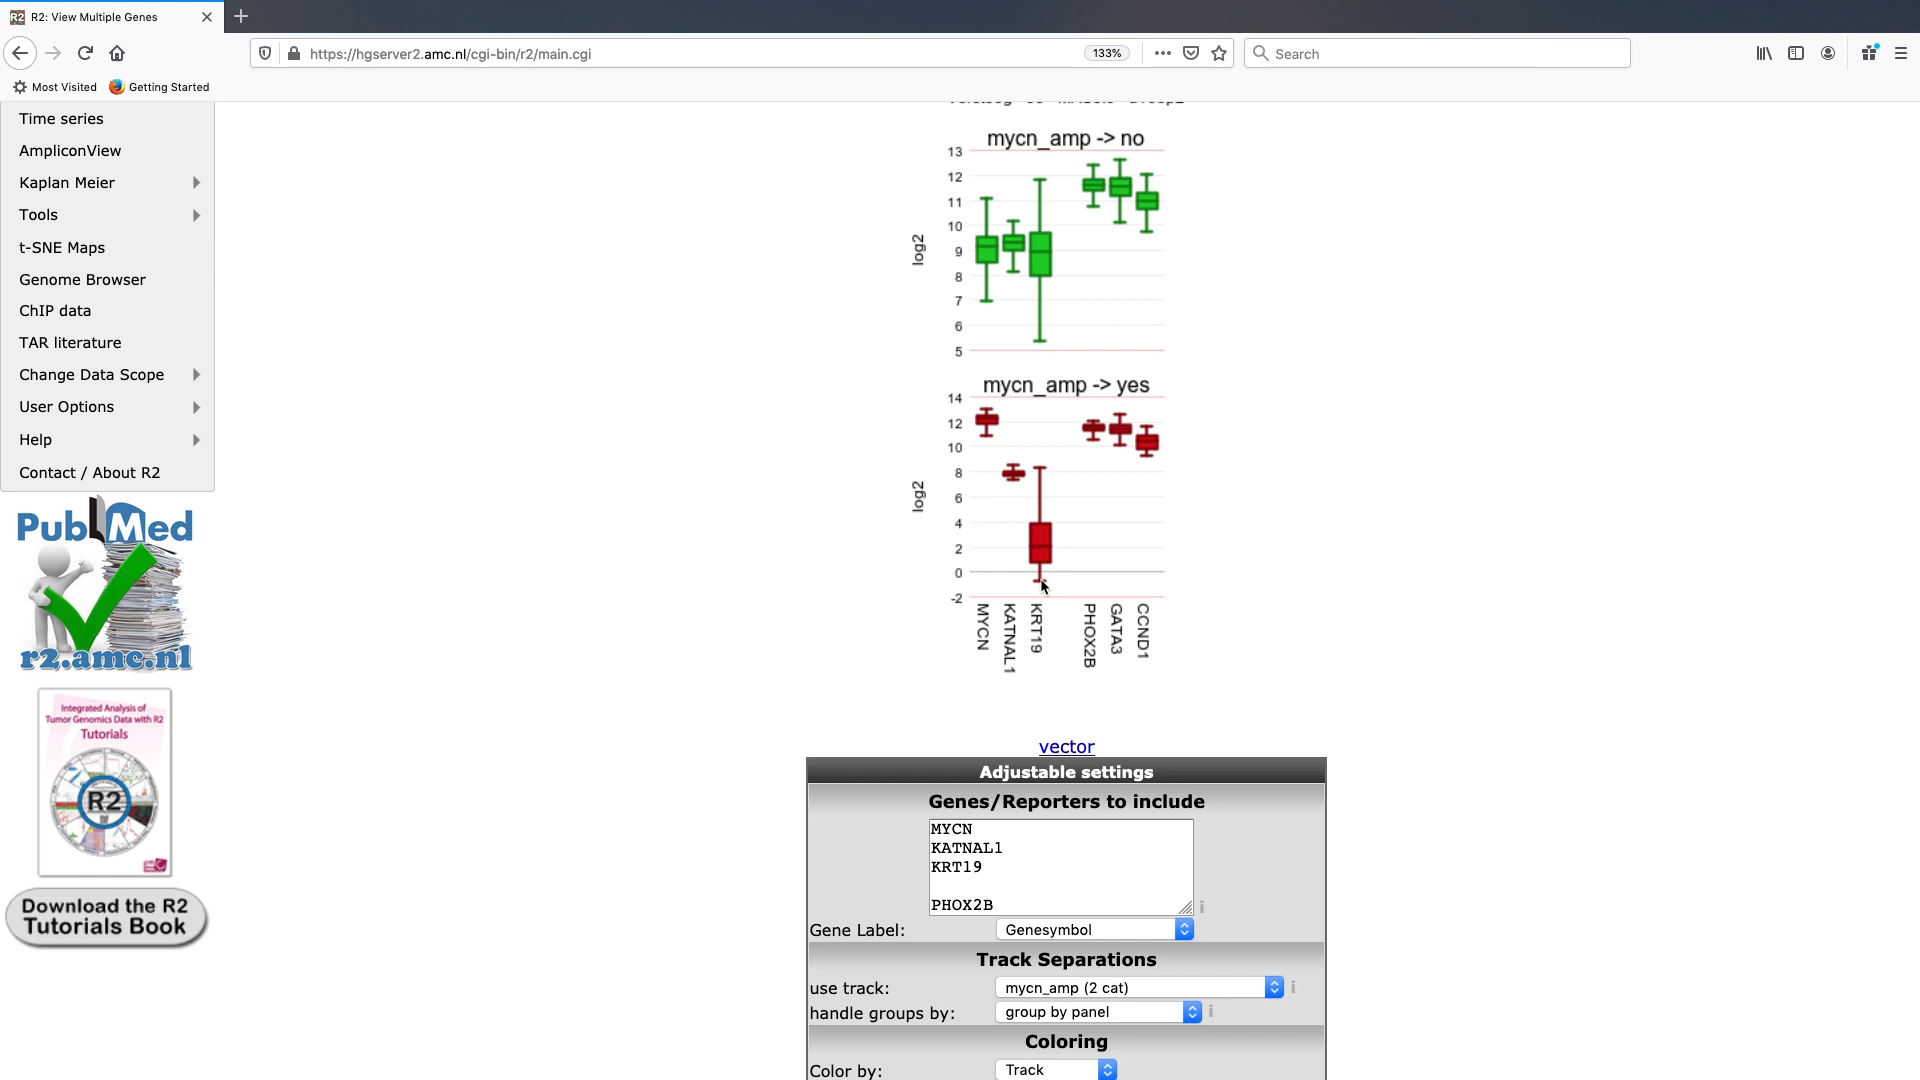 R2: View Multiple Genes
https://hgserver2.amc.nl/cgi-bin/r2/main.cgi
133%
Search
Most Visited
Getting Started
Time series
AmpliconView
Kaplan Meier
Tools
t-SNE Maps
Genome Browser
ChIP data
TAR literature
Change Data Scope
User Options
Help
Contact / About R2
PubMed
r2.amc.nl
Integrated Analysis of
Tumor Genomics Data with R2
Tutorials
R2
Download the R2
Tutorials Book
mycn_amp -> no
13
12
11
10
9
8
7
6
5
log2
mycn_amp -> yes
14
12
10
8
6
4
2
0
-2
log2
MYCN
KATNAL1
KRT19
PHOX2B
GATA3
CCND1
vector
Adjustable settings
Genes/Reporters to include
MYCN
KATNAL1
KRT19
PHOX2B
Gene Label: Genesymbol
Track Separations
use track: mycn_amp (2 cat)
handle groups by: group by panel
Coloring
Color by: Track